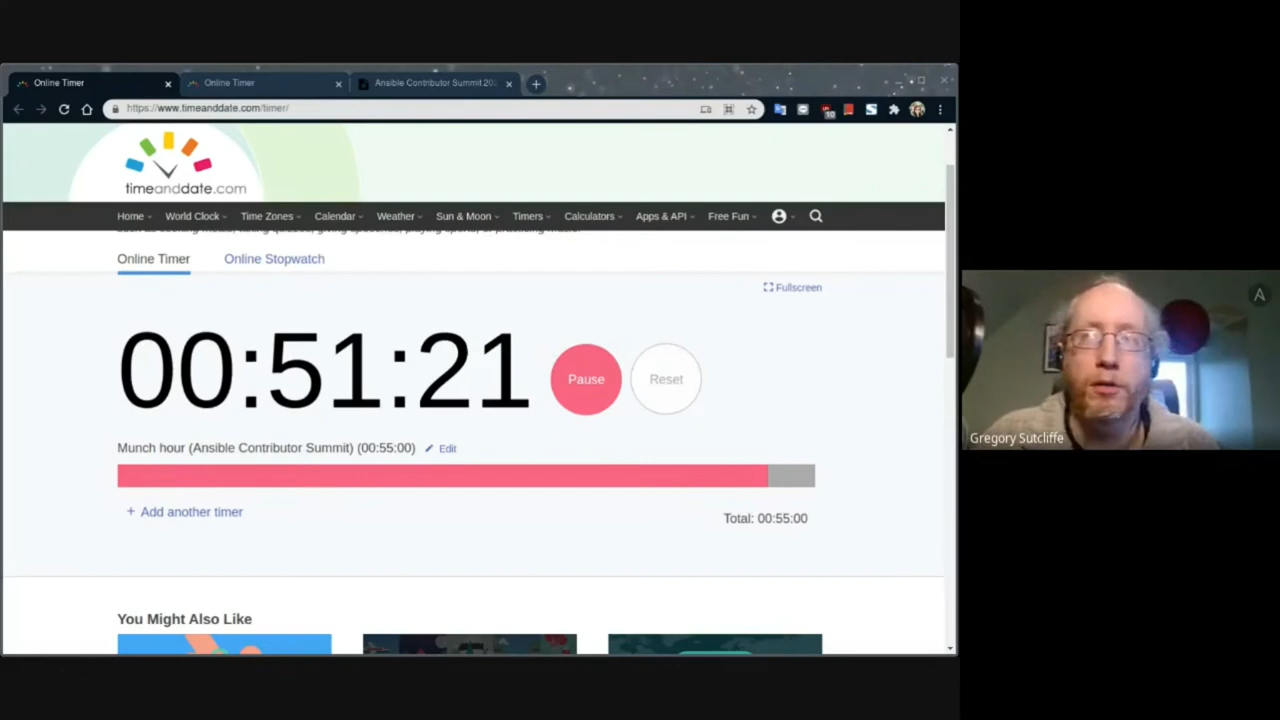 Online Timer
Online Timer
Ansible Contributor Summit 202
https://www.timeanddate.com/timer/
10
timeanddate.com
Home World Clock Time Zones Calendar Weather Sun & Moon Timers Calculators Apps & API Free Fun
Online Timer Online Stopwatch
Fullscreen
00:51:21
Pause
Reset
Munch hour (Ansible Contributor Summit) (00:55:00) Edit
+ Add another timer
Total: 00:55:00
You Might Also Like
A
Gregory Sutcliffe